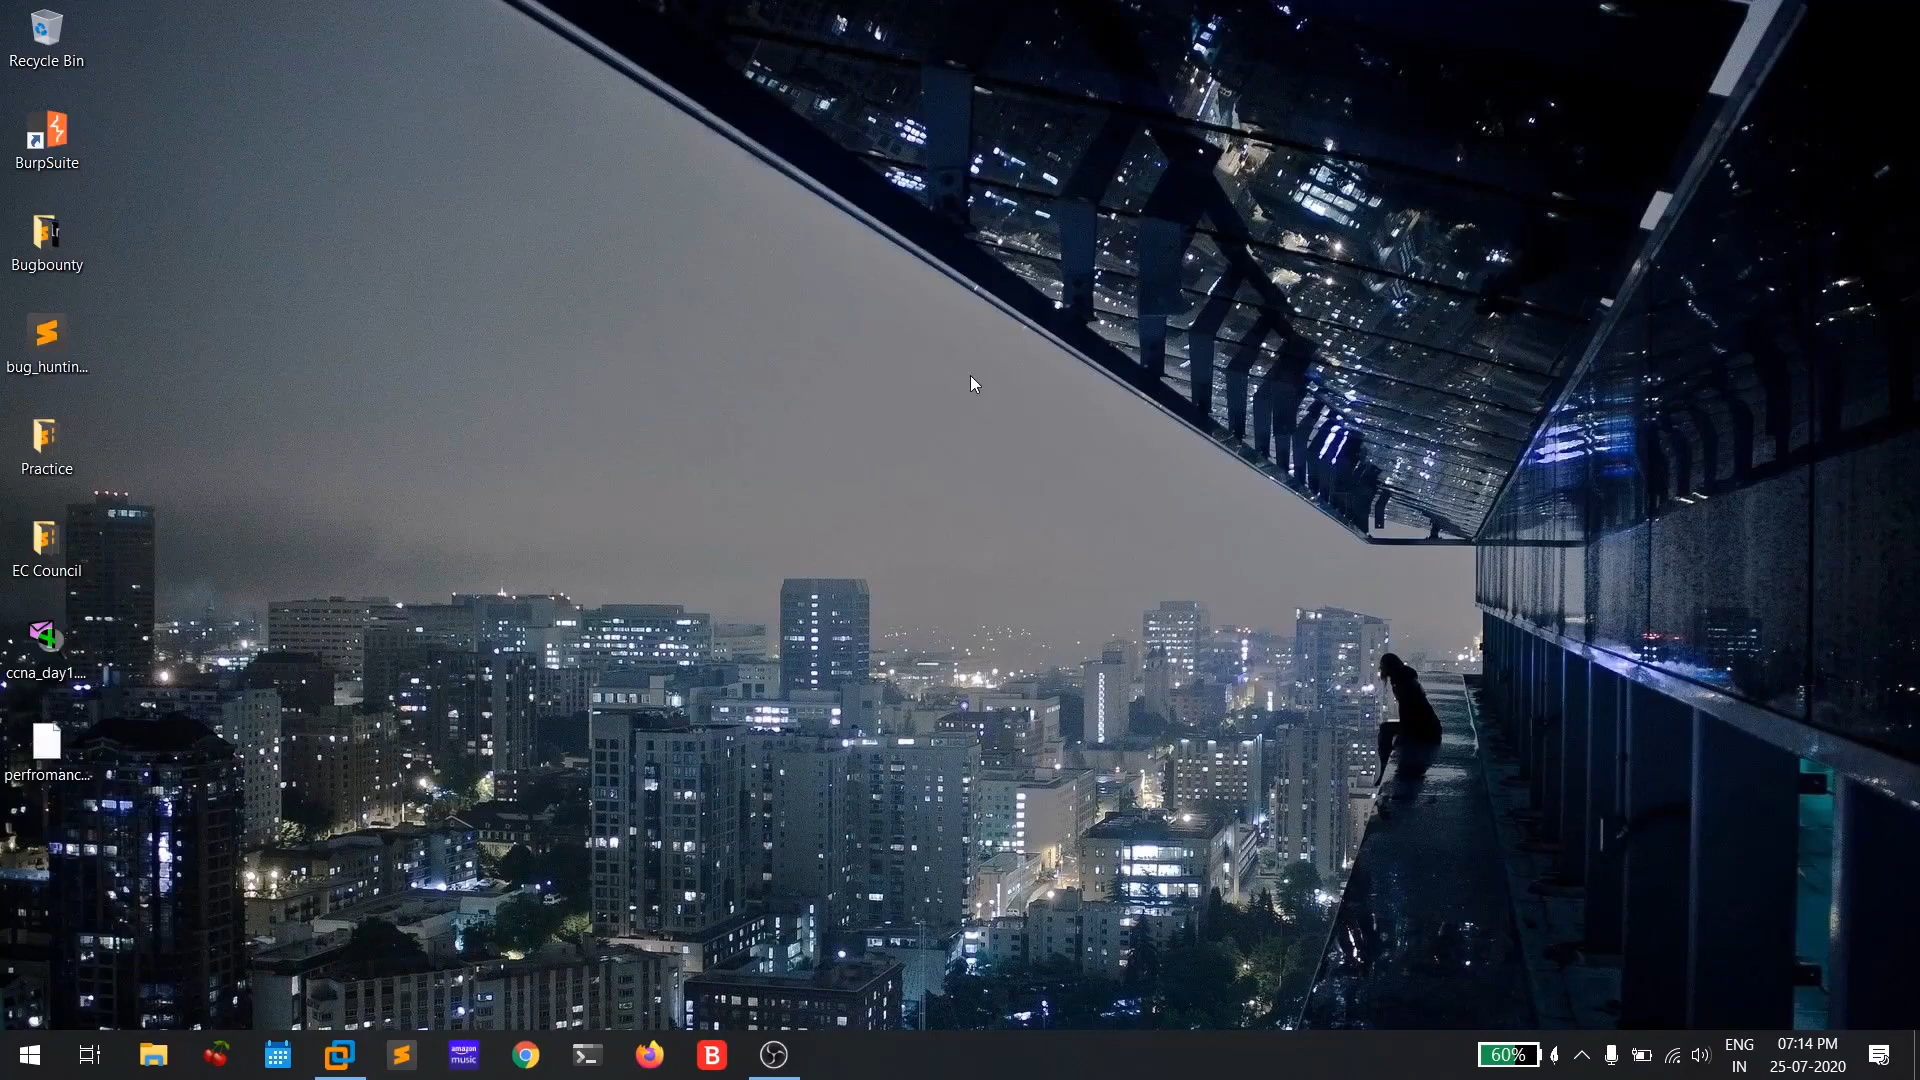 Recycle Bin
BurpSuite
Bugbounty
bug_huntin...
Practice
EC Council
ccna_day1....
perfromanc...
amazon
music
B
60%
ENG
IN
07:14 PM
25-07-2020